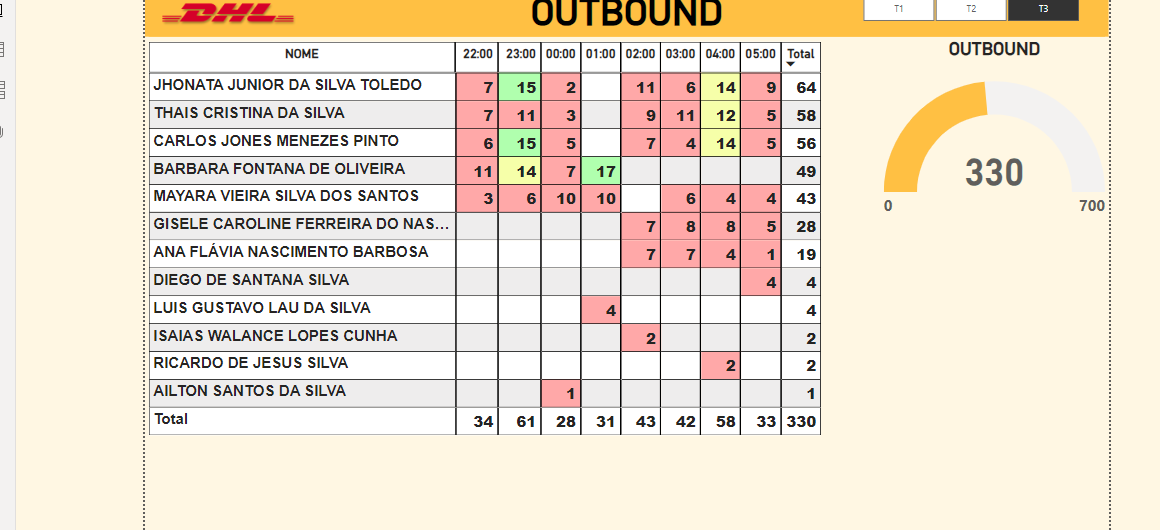 DHL
OUTBOUND
T1 T2 T3
NOME 22:00 23:00 00:00 01:00 02:00 03:00 04:00 05:00 Total
JHONATA JUNIOR DA SILVA TOLEDO 7 15 2 11 6 14 9 64
THAIS CRISTINA DA SILVA 7 11 3 9 11 12 5 58
CARLOS JONES MENEZES PINTO 6 15 5 7 4 14 5 56
BARBARA FONTANA DE OLIVEIRA 11 14 7 17 49
MAYARA VIEIRA SILVA DOS SANTOS 3 6 10 10 6 4 4 43
GISELE CAROLINE FERREIRA DO NAS... 7 8 8 5 28
ANA FLÁVIA NASCIMENTO BARBOSA 7 7 4 1 19
DIEGO DE SANTANA SILVA 4 4
LUIS GUSTAVO LAU DA SILVA 4 4
ISAIAS WALANCE LOPES CUNHA 2 2
RICARDO DE JESUS SILVA 2 2
AILTON SANTOS DA SILVA 1 1
Total 34 61 28 31 43 42 58 33 330
OUTBOUND
330
0 700